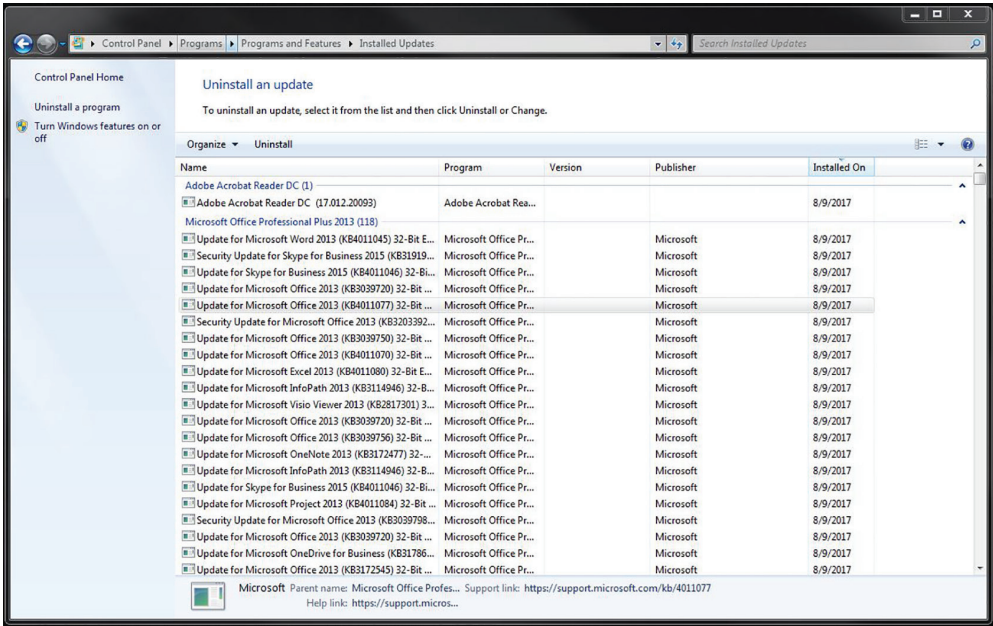 Control Panel Programs Programs and Features Installed Updates Search Installed Updates
Control Panel Home
Uninstall a program
Turn Windows features on or
off
Uninstall an update
To uninstall an update, select it from the list and then click Uninstall or Change.
Organize Uninstall
Name Program Version Publisher Installed On
Adobe Acrobat Reader DC (1)
Adobe Acrobat Reader DC (17.012.20093) Adobe Acrobat Rea... 8/9/2017
Microsoft Office Professional Plus 2013 (118)
Update for Microsoft Word 2013 (KB4011045) 32-Bit E... Microsoft Office Pr... Microsoft 8/9/2017
Security Update for Skype for Business 2015 (KB31919... Microsoft Office Pr... Microsoft 8/9/2017
Update for Skype for Business 2015 (KB4011046) 32-Bi... Microsoft Office Pr... Microsoft 8/9/2017
Update for Microsoft Office 2013 (KB3039720) 32-Bit ... Microsoft Office Pr... Microsoft 8/9/2017
Update for Microsoft Office 2013 (KB4011077) 32-Bit ... Microsoft Office Pr... Microsoft 8/9/2017
Security Update for Microsoft Office 2013 (KB3203392... Microsoft Office Pr... Microsoft 8/9/2017
Update for Microsoft Office 2013 (KB3039750) 32-Bit ... Microsoft Office Pr... Microsoft 8/9/2017
Update for Microsoft Office 2013 (KB4011070) 32-Bit ... Microsoft Office Pr... Microsoft 8/9/2017
Update for Microsoft Excel 2013 (KB4011080) 32-Bit E... Microsoft Office Pr... Microsoft 8/9/2017
Update for Microsoft InfoPath 2013 (KB3114946) 32-B... Microsoft Office Pr... Microsoft 8/9/2017
Update for Microsoft Visio Viewer 2013 (KB2817301) 3... Microsoft Office Pr... Microsoft 8/9/2017
Update for Microsoft Office 2013 (KB3039720) 32-Bit ... Microsoft Office Pr... Microsoft 8/9/2017
Update for Microsoft Office 2013 (KB3039756) 32-Bit ... Microsoft Office Pr... Microsoft 8/9/2017
Update for Microsoft OneNote 2013 (KB3172477) 32-... Microsoft Office Pr... Microsoft 8/9/2017
Update for Microsoft InfoPath 2013 (KB3114946) 32-B... Microsoft Office Pr... Microsoft 8/9/2017
Update for Skype for Business 2015 (KB4011046) 32-Bi... Microsoft Office Pr... Microsoft 8/9/2017
Update for Microsoft Project 2013 (KB4011084) 32-Bit ... Microsoft Office Pr... Microsoft 8/9/2017
Security Update for Microsoft Office 2013 (KB3039798... Microsoft Office Pr... Microsoft 8/9/2017
Update for Microsoft Office 2013 (KB3039720) 32-Bit ... Microsoft Office Pr... Microsoft 8/9/2017
Update for Microsoft OneDrive for Business (KB31786... Microsoft Office Pr... Microsoft 8/9/2017
Update for Microsoft Office 2013 (KB3172545) 32-Bit ... Microsoft Office Pr... Microsoft 8/9/2017
Microsoft Parent name: Microsoft Office Profes... Support link: https://support.microsoft.com/kb/4011077
Help link: https://support.micros...